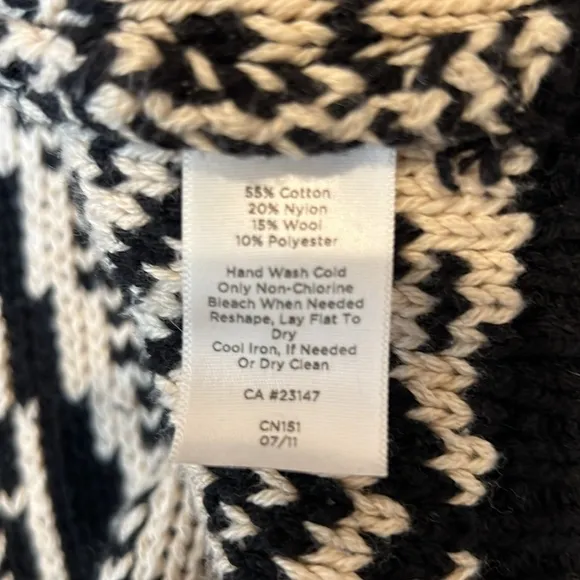 55% Cotton
20% Nylon
15% Wool
10% Polyester
Hand Wash Cold
Only Non-Chlorine
Bleach When Needed
Reshape, Lay Flat To
Dry
Cool Iron, If Needed
Or Dry Clean
CA #23147
CN151
07/11